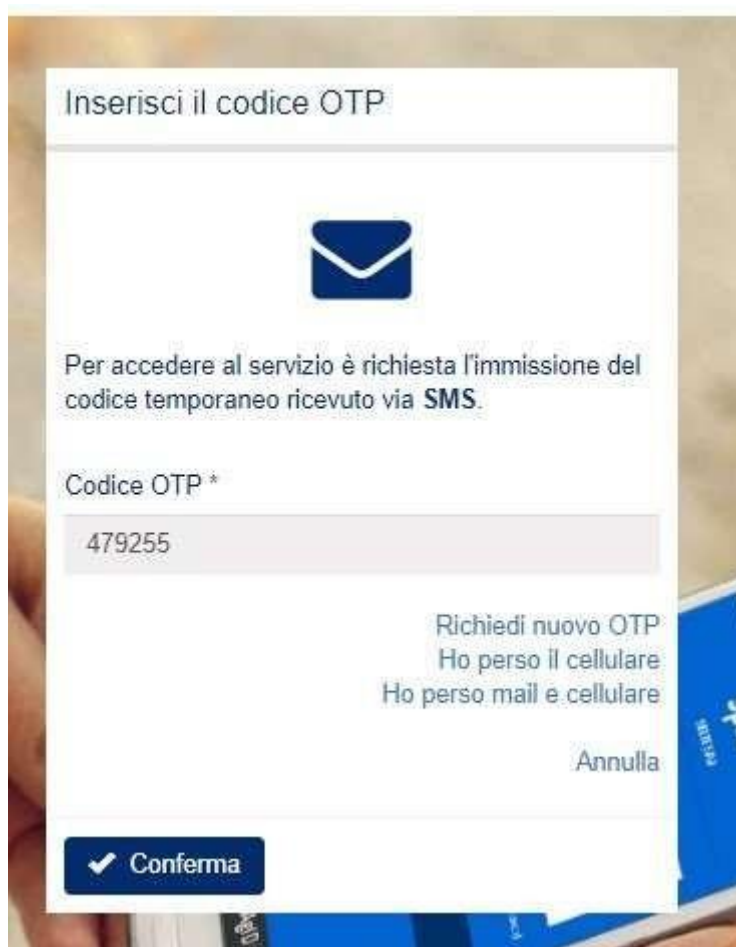 Inserisci il codice OTP
Per accedere al servizio è richiesta l'immissione del
codice temporaneo ricevuto via SMS.
Codice OTP *
479255
Richiedi nuovo OTP
Ho perso il cellulare
Ho perso mail e cellulare
Annulla
Conferma